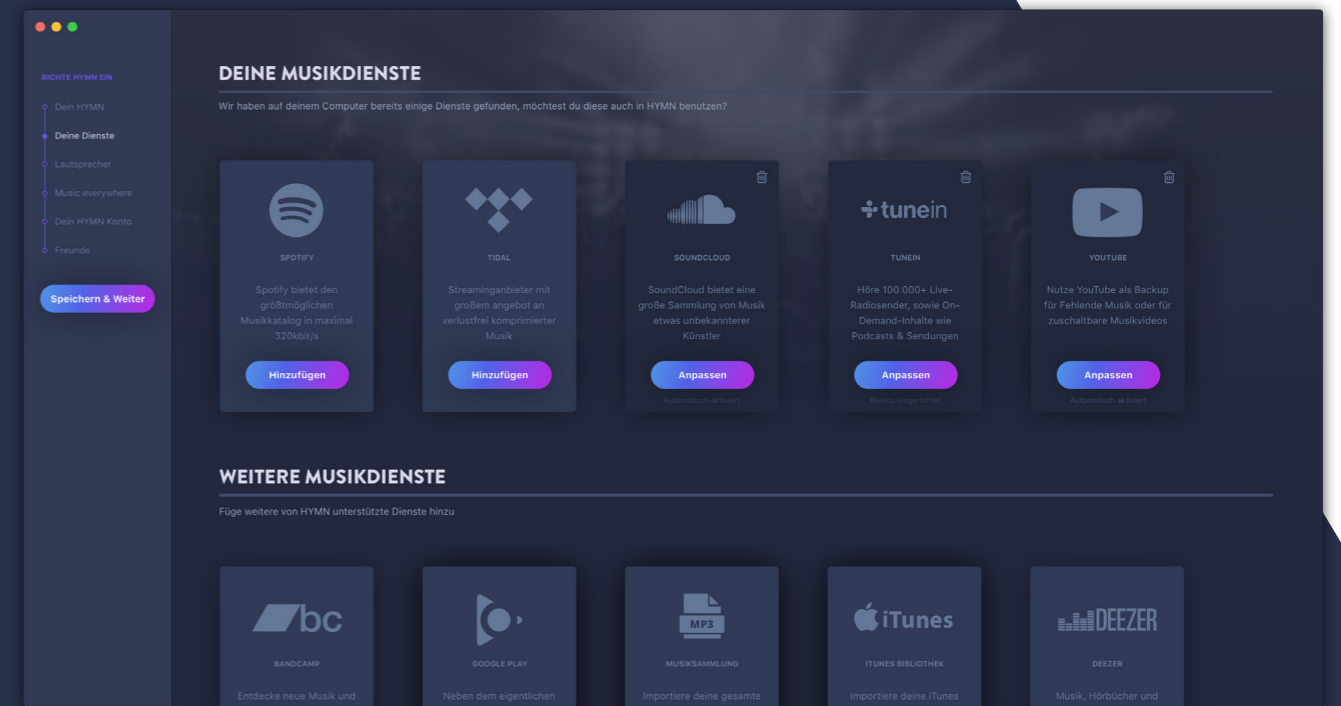 RICHTE HYMN EIN
Dein HYMN
Deine Dienste
Lautsprecher
Music everywhere
Dein HYMN Konto
Freunde
Speichern & Weiter
DEINE MUSIKDIENSTE
Wir haben auf deinem Computer bereits einige Dienste gefunden, möchtest du diese auch in HYMN benutzen?
SPOTIFY
Spotify bietet den
größtmöglichen
Musikkatalog in maximal
320kbit/s
Hinzufügen
TIDAL
Streaminganbieter mit
großem angebot an
verlustfrei komprimierter
Musik
Hinzufügen
SOUNDCLOUD
SoundCloud bietet eine
große Sammlung von Musik
etwas unbekannterer
Künstler
Anpassen
Automatisch aktiviert
tunein
TUNEIN
Höre 100 000+ Live-
Radiosender, sowie On-
Demand-Inhalte wie
Podcasts & Sendungen
Anpassen
Bereits eingerichtet
YOUTUBE
Nutze YouTube als Backup
für Fehlende Musik oder für
zuschaltbare Musikvideos
Anpassen
Automatisch aktiviert
WEITERE MUSIKDIENSTE
Füge weitere von HYMN unterstützte Dienste hinzu
bc
BANDCAMP
Entdecke neue Musik und
GOOGLE PLAY
Neben dem eigentlichen
MP3
MUSIKSAMMLUNG
Importiere deine gesamte
iTunes
ITUNES BIBLIOTHEK
Importiere deine iTunes
DEEZER
DEEZER
Musik, Hörbücher und